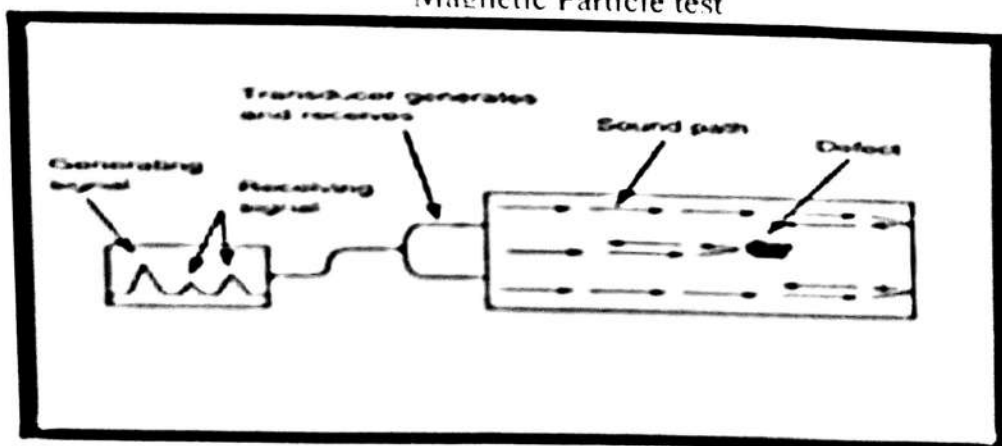 Magnetic Particle test
Transducer generates
and receives
Sound path
Defect
Generating
signal
Receiving
signal